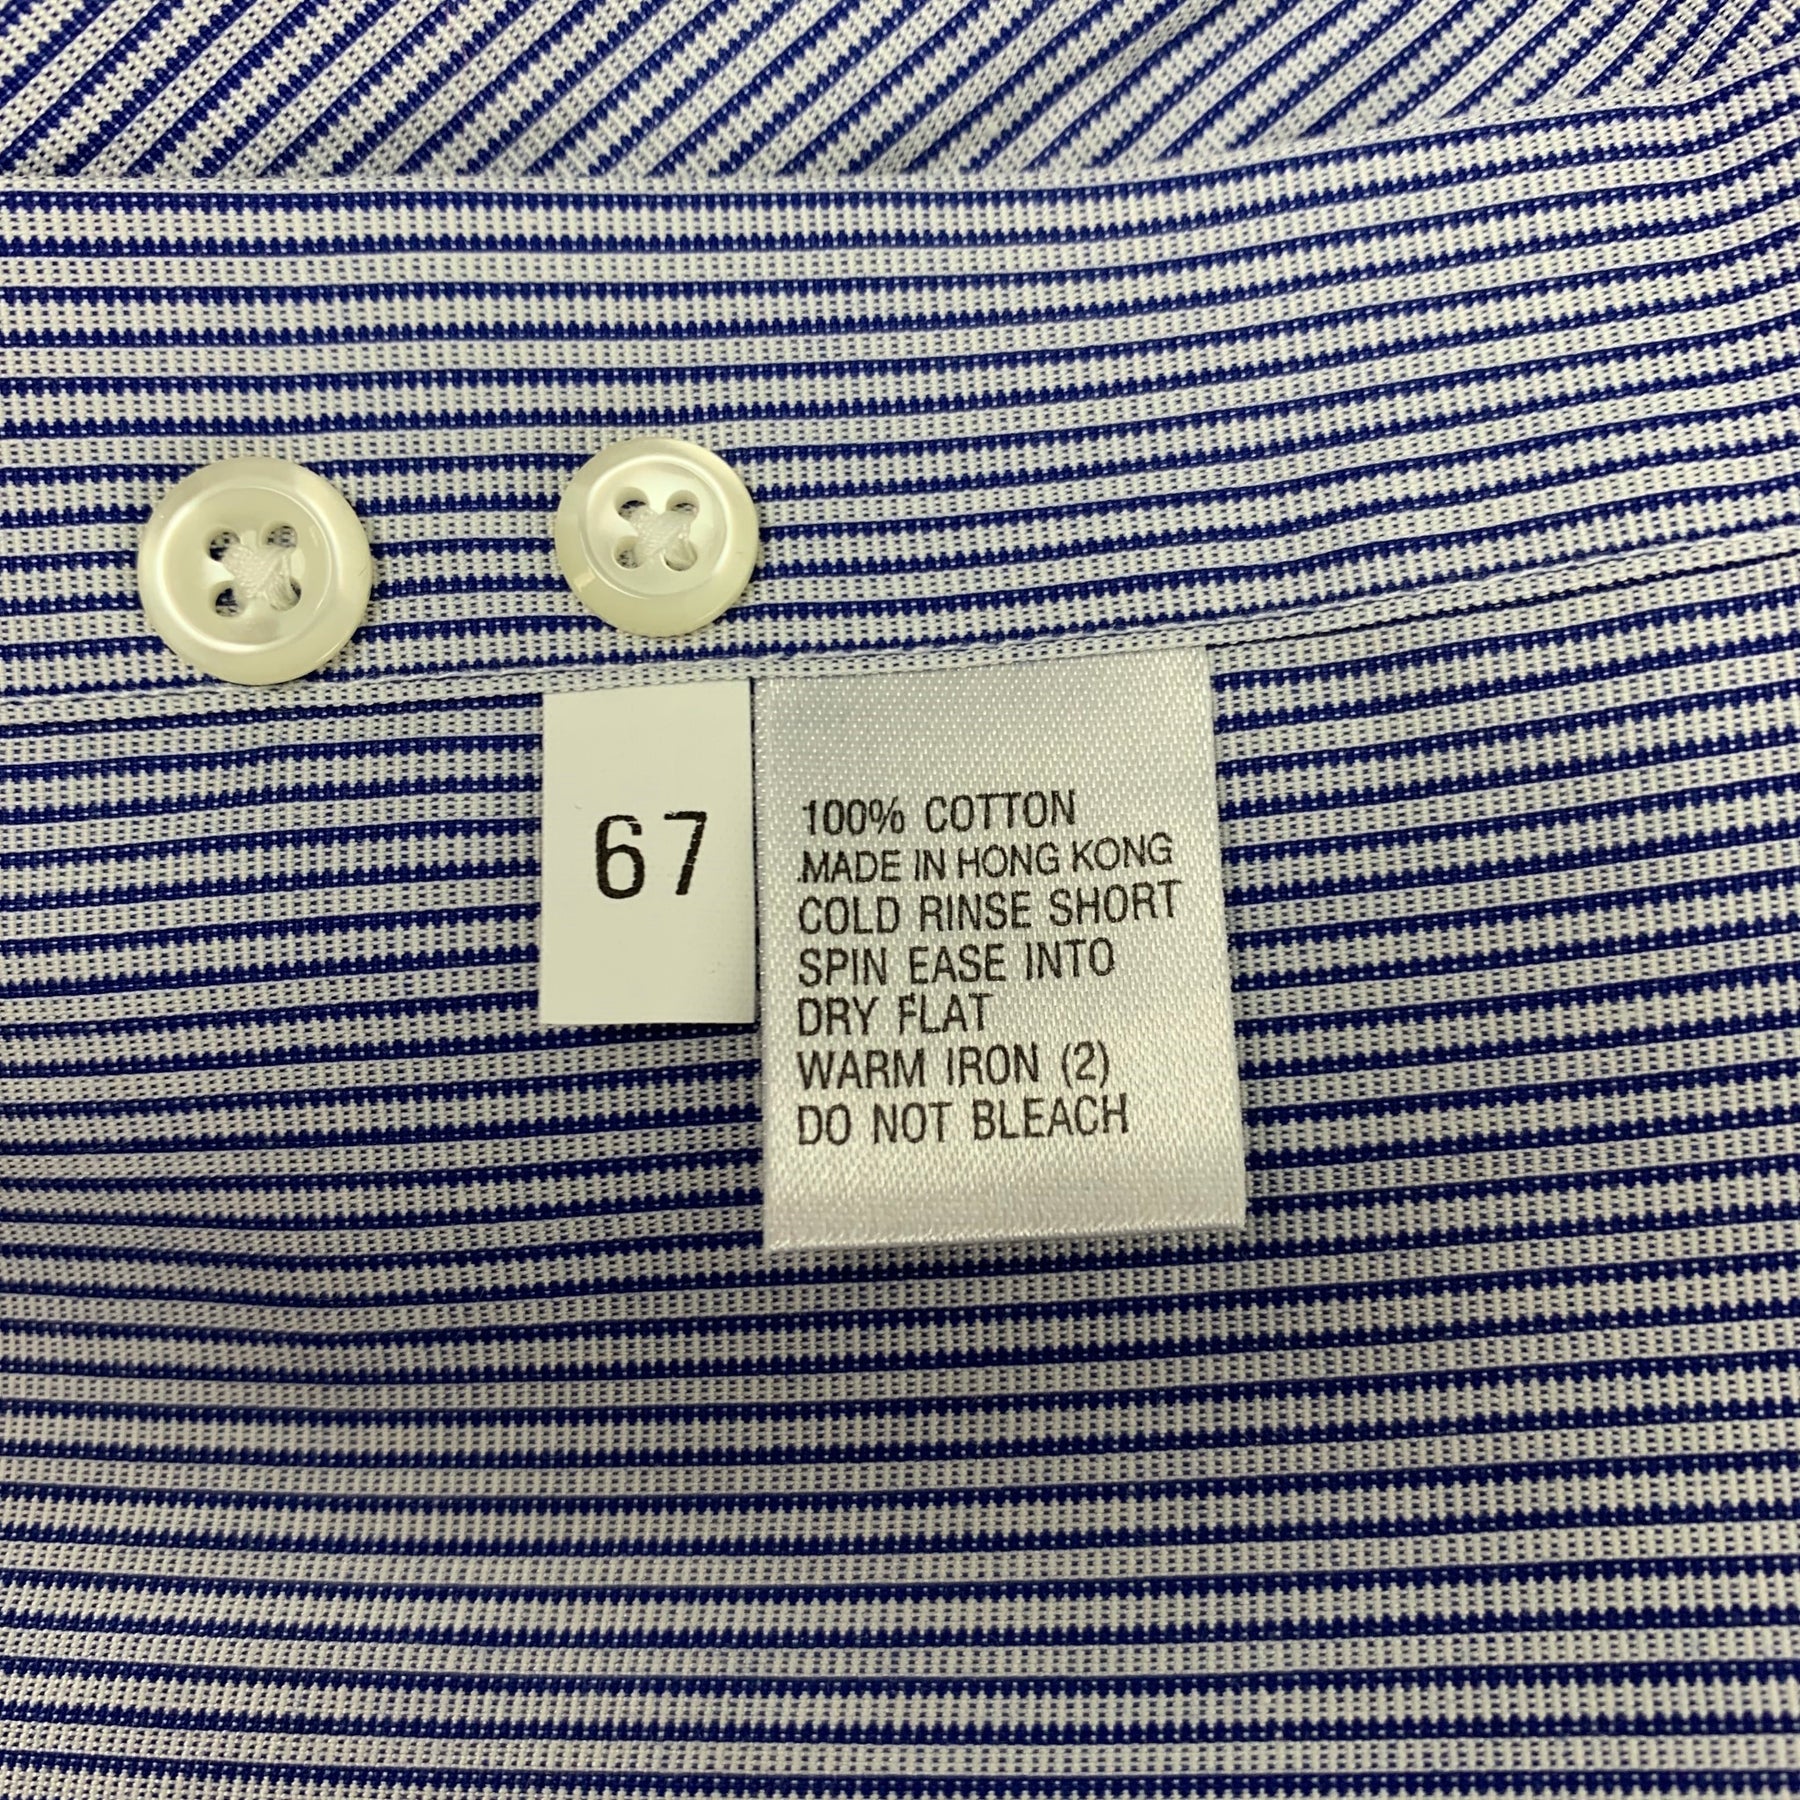 67
100% COTTON
MADE IN HONG KONG
COLD RINSE SHORT
SPIN EASE INTO
DRY FLAT
WARM IRON (2)
DO NOT BLEACH